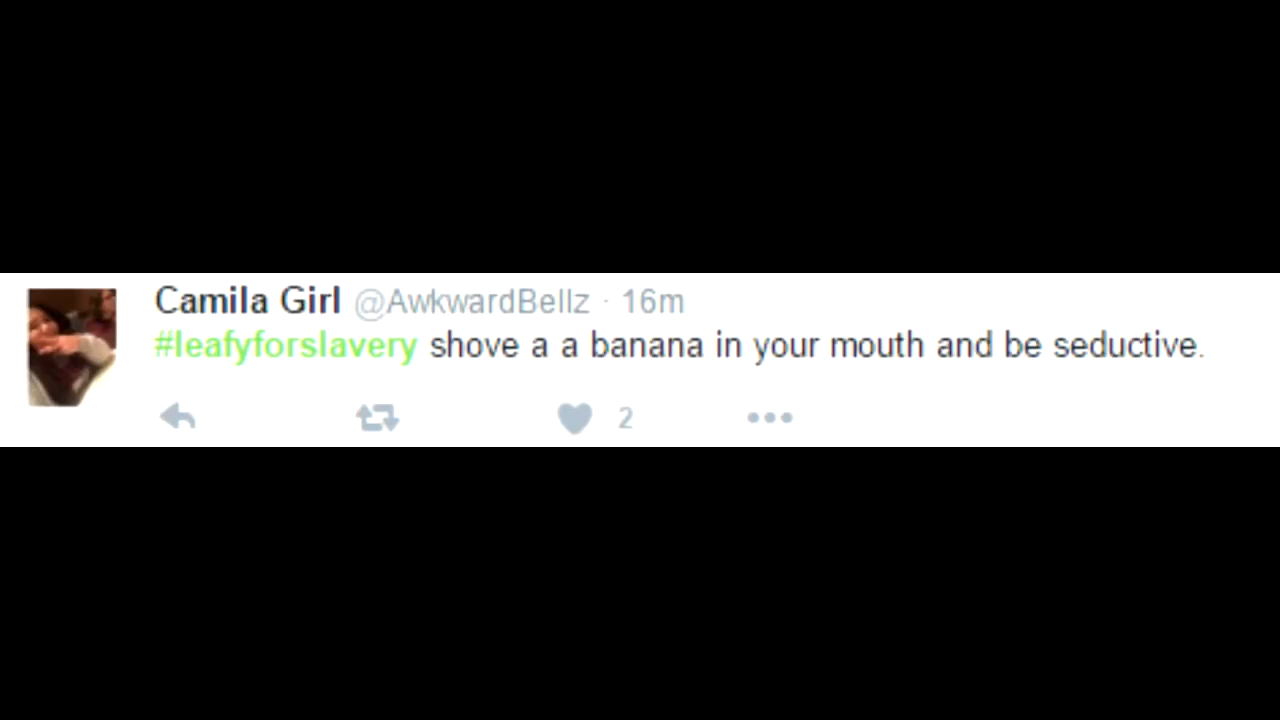 Camila Girl @AwkwardBellz · 16m
#leafyforslavery shove a a banana in your mouth and be seductive.
2